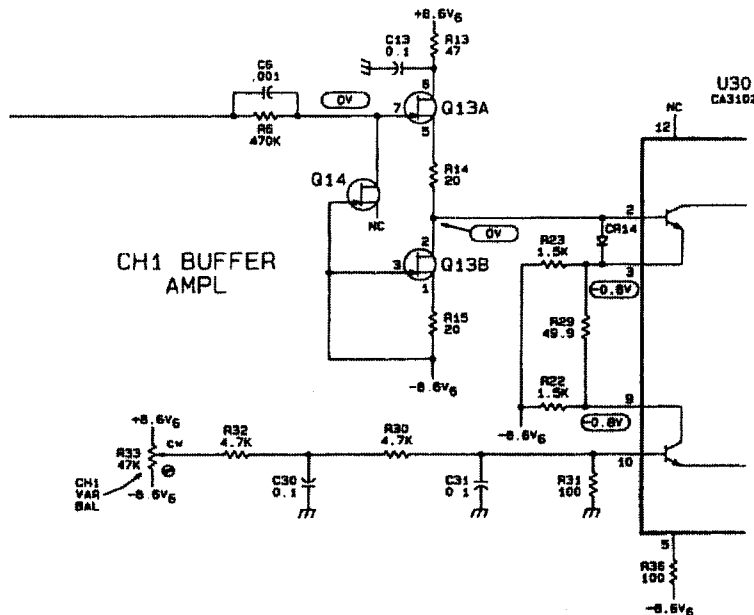 +8.6V6
C13
0.1
R13
47
C6
.001
0V
6
7
Q13A
5
R6
470K
U30
CA3102
NC
12
Q14
R14
20
NC
2
CR14
0V
2
R23
1.5K
3
Q13B
3
-0.6V
CH1 BUFFER
AMPL
1
R15
20
R29
49.9
R22
1.5K
9
-8.6V6
-0.6V
-8.6V6
+8.6V6
R32
4.7K
R30
4.7K
CW
R33
47K
10
C30
0.1
C31
0.1
R31
100
CH1
VAR
BAL
-8.6V6
5
R36
100
-8.6V6